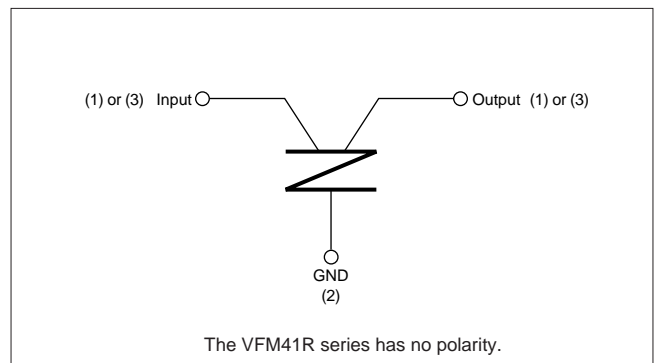 (1) or (3) Input
Output (1) or (3)
GND
(2)
The VFM41R series has no polarity.